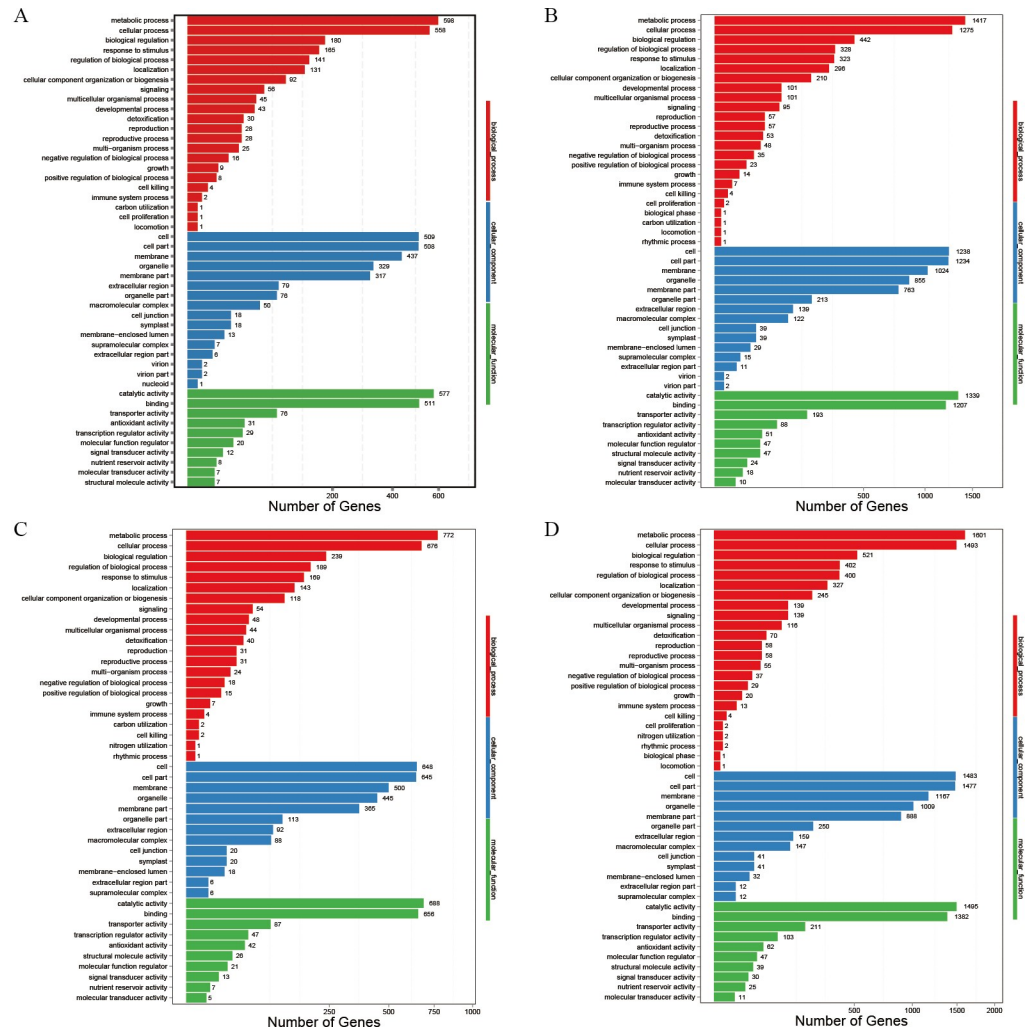 A
metabolic process 598
cellular process 558
biological regulation 180
response to stimulus 165
regulation of biological process 141
localization 131
cellular component organization or biogenesis 92
signaling 56
multicellular organismal process 45
developmental process 43
detoxification 30
reproduction 28
reproductive process 28
multi-organism process 25
negative regulation of biological process 16
growth 9
positive regulation of biological process 8
cell killing 4
immune system process 2
carbon utilization 1
cell proliferation 1
locomotion 1
cell 509
cell part 508
membrane 437
organelle 329
membrane part 317
extracellular region 79
organelle part 76
macromolecular complex 50
cell junction 18
symplast 18
membrane-enclosed lumen 13
supramolecular complex 7
extracellular region part 6
virion 2
virion part 2
nucleoid 1
catalytic activity 577
binding 511
transporter activity 76
antioxidant activity 31
transcription regulator activity 29
molecular function regulator 20
signal transducer activity 12
nutrient reservoir activity 8
molecular transducer activity 7
structural molecule activity 7
200 400 600
Number of Genes
biological_process
cellular_component
molecular_function
B
metabolic process 1417
cellular process 1275
biological regulation 442
regulation of biological process 328
response to stimulus 323
localization 296
cellular component organization or biogenesis 210
developmental process 101
multicellular organismal process 101
signaling 95
reproduction 57
reproductive process 57
detoxification 53
multi-organism process 48
negative regulation of biological process 35
positive regulation of biological process 23
growth 14
immune system process 7
cell killing 4
cell proliferation 2
biological phase 1
carbon utilization 1
locomotion 1
rhythmic process 1
cell 1238
cell part 1234
membrane 1024
organelle 855
membrane part 763
organelle part 213
extracellular region 139
macromolecular complex 122
cell junction 39
symplast 39
membrane-enclosed lumen 29
supramolecular complex 15
extracellular region part 11
virion 2
virion part 2
catalytic activity 1339
binding 1207
transporter activity 193
transcription regulator activity 88
antioxidant activity 51
molecular function regulator 47
structural molecule activity 47
signal transducer activity 24
nutrient reservoir activity 18
molecular transducer activity 10
500 1000 1500
Number of Genes
biological_process
cellular_component
molecular_function
C
metabolic process 772
cellular process 676
biological regulation 239
regulation of biological process 189
response to stimulus 169
localization 143
cellular component organization or biogenesis 118
signaling 54
developmental process 48
multicellular organismal process 44
detoxification 40
reproduction 31
reproductive process 31
multi-organism process 24
negative regulation of biological process 18
positive regulation of biological process 15
growth 7
immune system process 4
carbon utilization 2
cell killing 2
nitrogen utilization 1
rhythmic process 1
cell 648
cell part 645
membrane 500
organelle 445
membrane part 365
organelle part 113
extracellular region 92
macromolecular complex 88
cell junction 20
symplast 20
membrane-enclosed lumen 18
extracellular region part 6
supramolecular complex 6
catalytic activity 688
binding 656
transporter activity 87
transcription regulator activity 47
antioxidant activity 42
structural molecule activity 26
molecular function regulator 21
signal transducer activity 13
nutrient reservoir activity 7
molecular transducer activity 5
250 500 750 1000
Number of Genes
biological_process
cellular_component
molecular_function
D
metabolic process 1601
cellular process 1493
biological regulation 521
response to stimulus 402
regulation of biological process 400
localization 327
cellular component organization or biogenesis 245
developmental process 139
signaling 139
multicellular organismal process 116
detoxification 70
reproduction 58
reproductive process 58
multi-organism process 55
negative regulation of biological process 37
positive regulation of biological process 29
growth 20
immune system process 13
cell killing 4
cell proliferation 2
nitrogen utilization 2
rhythmic process 2
biological phase 1
locomotion 1
cell 1483
cell part 1477
membrane 1167
organelle 1009
membrane part 888
organelle part 250
extracellular region 159
macromolecular complex 147
cell junction 41
symplast 41
membrane-enclosed lumen 32
extracellular region part 12
supramolecular complex 12
catalytic activity 1495
binding 1382
transporter activity 211
transcription regulator activity 103
antioxidant activity 62
molecular function regulator 47
structural molecule activity 39
signal transducer activity 30
nutrient reservoir activity 25
molecular transducer activity 11
500 1000 1500 2000
Number of Genes
biological_process
cellular_component
molecular_function